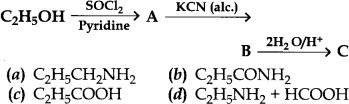 C₂H₅OH —SOCl₂/Pyridine→ A —KCN (alc.)→
B —2H₂O/H⁺→ C
(a) C₂H₅CH₂NH₂ (b) C₂H₅CONH₂
(c) C₂H₅COOH (d) C₂H₅NH₂ + HCOOH